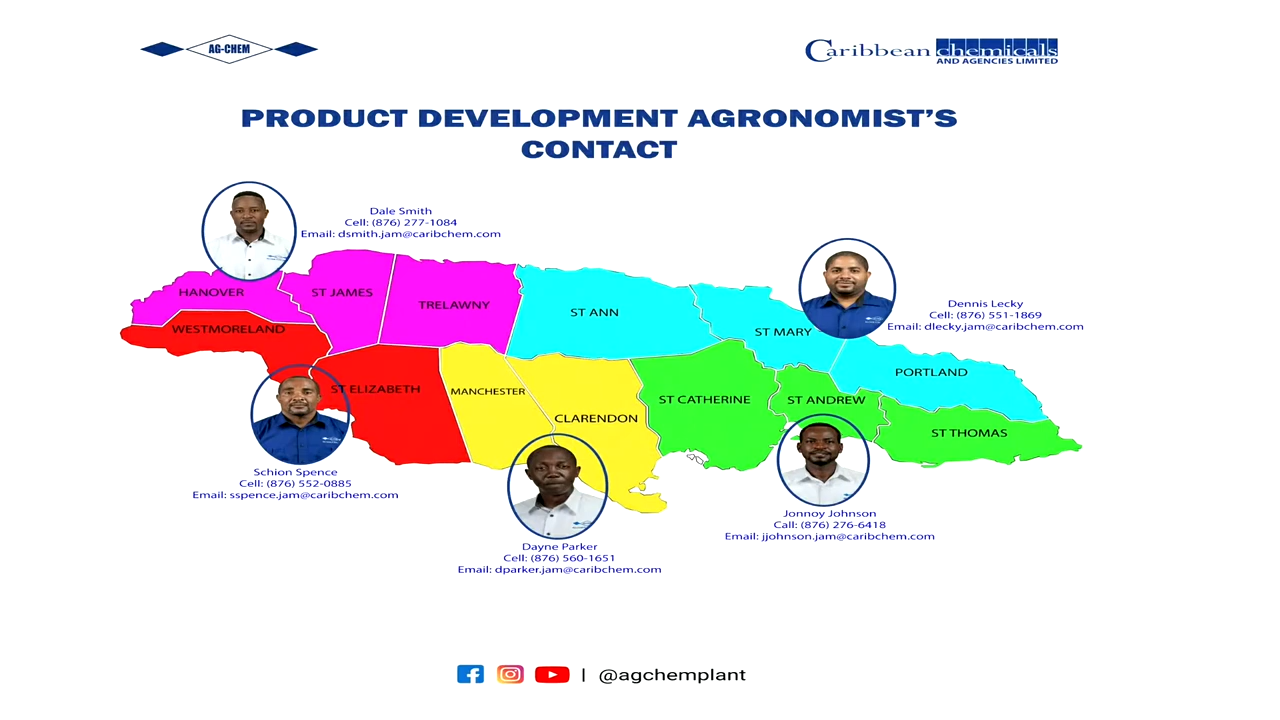 AG-CHEM
Caribbean chemicals
AND AGENCIES LIMITED
PRODUCT DEVELOPMENT AGRONOMIST’S
CONTACT
Dale Smith
Cell: (876) 277-1084
Email: dsmith.jam@caribchem.com
Dennis Lecky
Cell: (876) 551-1869
Email: dlecky.jam@caribchem.com
HANOVER
ST JAMES
TRELAWNY
ST ANN
ST MARY
PORTLAND
WESTMORELAND
ST ELIZABETH
MANCHESTER
CLARENDON
ST CATHERINE
ST ANDREW
ST THOMAS
Schion Spence
Cell: (876) 552-0885
Email: sspence.jam@caribchem.com
Dayne Parker
Cell: (876) 560-1651
Email: dparker.jam@caribchem.com
Jonnoy Johnson
Call: (876) 276-6418
Email: jjohnson.jam@caribchem.com
| @agchemplant